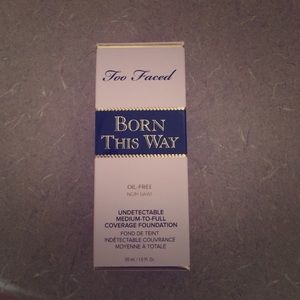 Too Faced
BORN
THIS WAY
OIL-FREE
UNDETECTABLE
MEDIUM-TO-FULL
COVERAGE FOUNDATION
FOND DE TEINT
INDÉTECTABLE COUVRANCE
MOYENNE À TOTALE